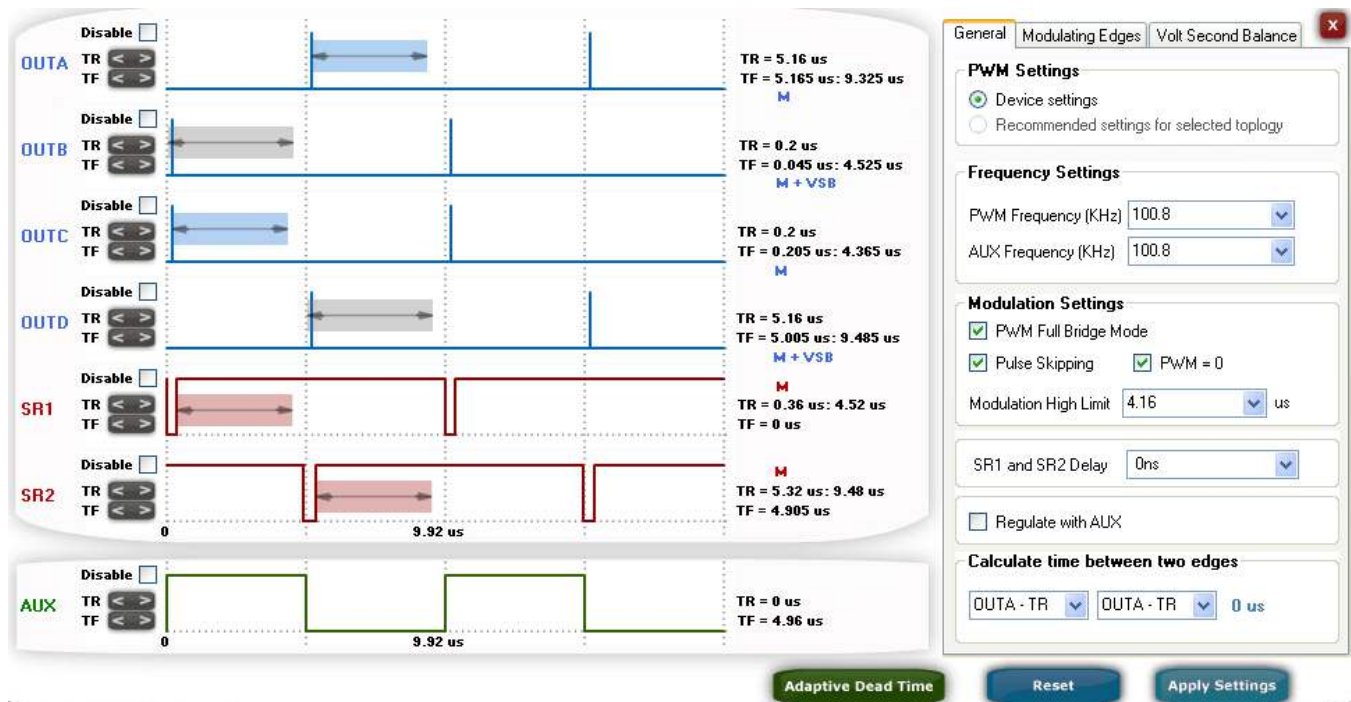 Disable
OUTA TR < > TR = 5.16 us
TF < > TF = 5.165 us: 9.325 us
M
Disable
OUTB TR < > TR = 0.2 us
TF < > TF = 0.045 us: 4.525 us
M + VSB
Disable
OUTC TR < > TR = 0.2 us
TF < > TF = 0.205 us: 4.365 us
M
Disable
OUTD TR < > TR = 5.16 us
TF < > TF = 5.005 us: 9.485 us
M + VSB
Disable
M
SR1 TR < > TR = 0.36 us: 4.52 us
TF < > TF = 0 us
Disable
M
SR2 TR < > TR = 5.32 us: 9.48 us
TF < > TF = 4.905 us
0 9.92 us
Disable
AUX TR < > TR = 0 us
TF < > TF = 4.96 us
0 9.92 us
General Modulating Edges Volt Second Balance X
PWM Settings
Device settings
Recommended settings for selected toplogy
Frequency Settings
PWM Frequency (KHz) 100.8
AUX Frequency (KHz) 100.8
Modulation Settings
PWM Full Bridge Mode
Pulse Skipping PWM = 0
Modulation High Limit 4.16 us
SR1 and SR2 Delay 0ns
Regulate with AUX
Calculate time between two edges
OUTA - TR OUTA - TR 0 us
Adaptive Dead Time Reset Apply Settings